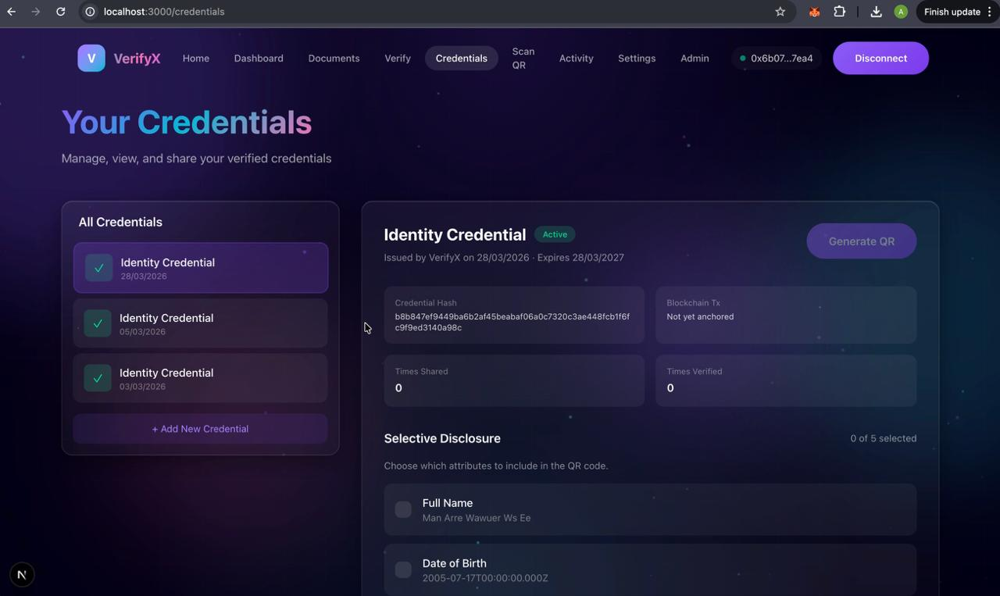 localhost:3000/credentials
A
Finish update
V
VerifyX
Home
Dashboard
Documents
Verify
Credentials
Scan
QR
Activity
Settings
Admin
0x6b07...7ea4
Disconnect
Your Credentials
Manage, view, and share your verified credentials
All Credentials
Identity Credential
28/03/2026
Identity Credential
05/03/2026
Identity Credential
03/03/2026
+ Add New Credential
Identity Credential
Active
Generate QR
Issued by VerifyX on 28/03/2026 · Expires 28/03/2027
Credential Hash
b8b847ef9449ba6b2af45beabaf06a0c7320c3ae448fcb1f6f
c9f9ed3140a98c
Blockchain Tx
Not yet anchored
Times Shared
0
Times Verified
0
Selective Disclosure
0 of 5 selected
Choose which attributes to include in the QR code.
Full Name
Man Arre Wawuer Ws Ee
Date of Birth
2005-07-17T00:00:00.000Z
N